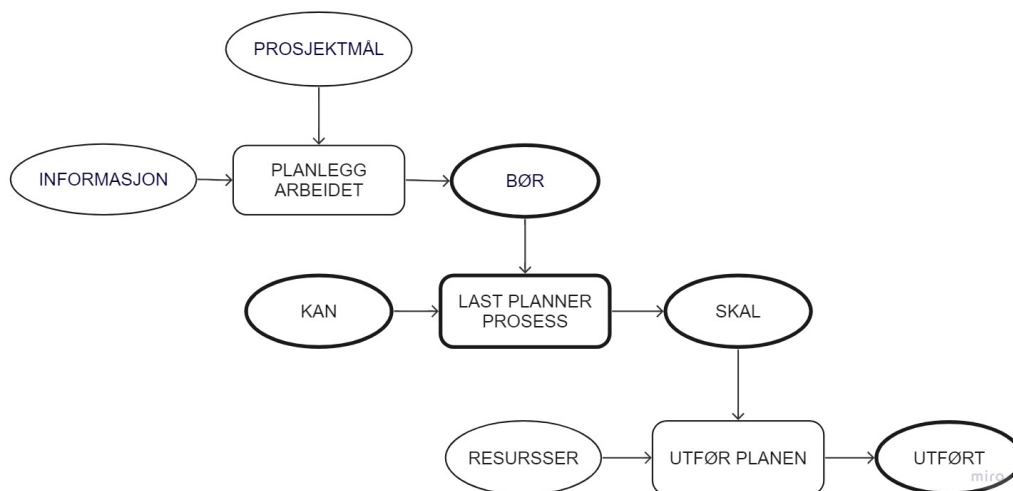 PROSJEKTMÅL
INFORMASJON
PLANLEGG
ARBEIDET
BØR
KAN
LAST PLANNER
PROSESS
SKAL
RESURSSER
UTFØR PLANEN
UTFØRT
miro